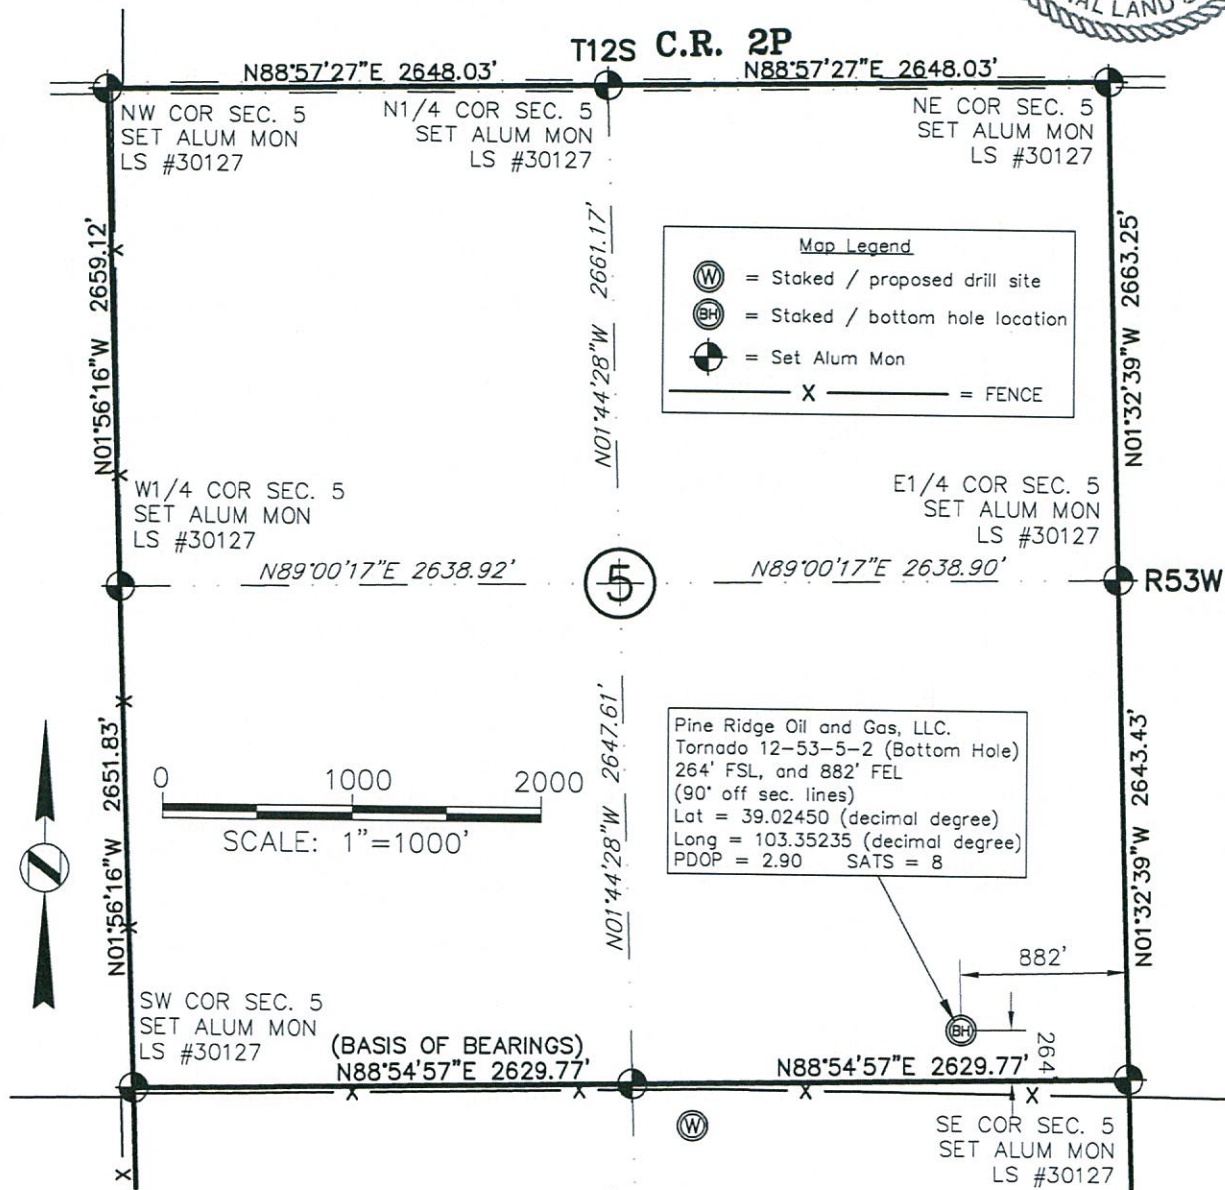 AL LAND S
T12S C.R. 2P
N88°57'27"E 2648.03'
N88°57'27"E 2648.03'
NW COR SEC. 5
SET ALUM MON
LS #30127
N1/4 COR SEC. 5
SET ALUM MON
LS #30127
NE COR SEC. 5
SET ALUM MON
LS #30127
N01°56'16"W 2659.12'
N01°44'28"W 2661.17'
N01°32'39"W 2663.25'
Map Legend
W = Staked / proposed drill site
BH = Staked / bottom hole location
= Set Alum Mon
X = FENCE
X
X
W1/4 COR SEC. 5
SET ALUM MON
LS #30127
E1/4 COR SEC. 5
SET ALUM MON
LS #30127
N89°00'17"E 2638.92'
5
N89°00'17"E 2638.90'
R53W
N01°56'16"W 2651.83'
N01°44'28"W 2647.61'
N01°32'39"W 2643.43'
X
X
0 1000 2000
SCALE: 1"=1000'
Pine Ridge Oil and Gas, LLC.
Tornado 12-53-5-2 (Bottom Hole)
264' FSL, and 882' FEL
(90° off sec. lines)
Lat = 39.02450 (decimal degree)
Long = 103.35235 (decimal degree)
PDOP = 2.90 SATS = 8
882'
BH
264
SW COR SEC. 5
SET ALUM MON
LS #30127
(BASIS OF BEARINGS)
N88°54'57"E 2629.77'
N88°54'57"E 2629.77'
X X X X
W
SE COR SEC. 5
SET ALUM MON
LS #30127
X